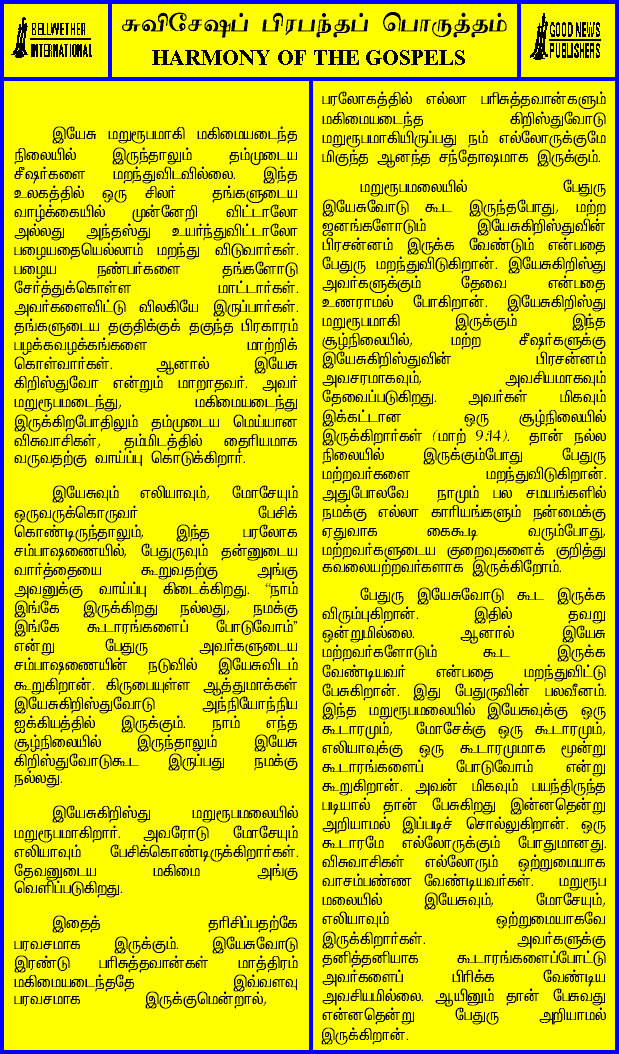 BELLWETHER
INTERNATIONAL
சுவிசேஷப் பிரபந்தப் பொருத்தம்
HARMONY OF THE GOSPELS
GOOD NEWS
PUBLISHERS
இயேசு மறுரூபமாகி மகிமையடைந்த
நிலையில் இருந்தாலும் தம்முடைய
சீஷர்களை மறந்துவிடவில்லை. இந்த
உலகத்தில் ஒரு சிலர் தங்களுடைய
வாழ்க்கையில் முன்னேறி விட்டாலோ
அல்லது அந்தஸ்து உயர்ந்துவிட்டாலோ
பழையதையெல்லாம் மறந்து விடுவார்கள்.
பழைய நண்பர்களை தங்களோடு
சேர்த்துக்கொள்ள மாட்டார்கள்.
அவர்களைவிட்டு விலகியே இருப்பார்கள்.
தங்களுடைய தகுதிக்குத் தகுந்த பிரகாரம்
பழக்கவழக்கங்களை மாற்றிக்
கொள்வார்கள். ஆனால் இயேசு
கிறிஸ்துவோ என்றும் மாறாதவர். அவர்
மறுரூபமடைந்து, மகிமையடைந்து
இருக்கிறபோதிலும் தம்முடைய மெய்யான
விசுவாசிகள், தம்மிடத்தில் தைரியமாக
வருவதற்கு வாய்ப்பு கொடுக்கிறார்.
இயேசுவும் எலியாவும், மோசேயும்
ஒருவருக்கொருவர் பேசிக்
கொண்டிருந்தாலும், இந்த பரலோக
சம்பாஷணையில், பேதுருவும் தன்னுடைய
வார்த்தையை கூறுவதற்கு அங்கு
அவனுக்கு வாய்ப்பு கிடைக்கிறது. "நாம்
இங்கே இருக்கிறது நல்லது, நமக்கு
இங்கே கூடாரங்களைப் போடுவோம்"
என்று பேதுரு அவர்களுடைய
சம்பாஷணையின் நடுவில் இயேசுவிடம்
கூறுகிறான். கிருபையுள்ள ஆத்துமாக்கள்
இயேசுகிறிஸ்துவோடு அந்நியோந்நிய
ஐக்கியத்தில் இருக்கும். நாம் எந்த
சூழ்நிலையில் இருந்தாலும் இயேசு
கிறிஸ்துவோடுகூட இருப்பது நமக்கு
நல்லது.
இயேசுகிறிஸ்து மறுரூபமலையில்
மறுரூபமாகிறார். அவரோடு மோசேயும்
எலியாவும் பேசிக்கொண்டிருக்கிறார்கள்.
தேவனுடைய மகிமை அங்கு
வெளிப்படுகிறது.
இதைத் தரிசிப்பதற்கே
பரவசமாக இருக்கும். இயேசுவோடு
இரண்டு பரிசுத்தவான்கள் மாத்திரம்
மகிமையடைந்ததே இவ்வளவு
பரவசமாக இருக்குமென்றால்,
பரலோகத்தில் எல்லா பரிசுத்தவான்களும்
மகிமையடைந்த கிறிஸ்துவோடு
மறுரூபமாகியிருப்பது நம் எல்லோருக்குமே
மிகுந்த ஆனந்த சந்தோஷமாக இருக்கும்.
மறுரூபமலையில் பேதுரு
இயேசுவோடு கூட இருந்தபோது, மற்ற
ஜனங்களோடும் இயேசுகிறிஸ்துவின்
பிரசன்னம் இருக்க வேண்டும் என்பதை
பேதுரு மறந்துவிடுகிறான். இயேசுகிறிஸ்து
அவர்களுக்கும் தேவை என்பதை
உணராமல் போகிறான். இயேசுகிறிஸ்து
மறுரூபமாகி இருக்கும் இந்த
சூழ்நிலையில், மற்ற சீஷர்களுக்கு
இயேசுகிறிஸ்துவின் பிரசன்னம்
அவசரமாகவும், அவசியமாகவும்
தேவைப்படுகிறது. அவர்கள் மிகவும்
இக்கட்டான ஒரு சூழ்நிலையில்
இருக்கிறார்கள் (மாற் 9:14). தான் நல்ல
நிலையில் இருக்கும்போது பேதுரு
மற்றவர்களை மறந்துவிடுகிறான்.
அதுபோலவே நாமும் பல சமயங்களில்
நமக்கு எல்லா காரியங்களும் நன்மைக்கு
ஏதுவாக கைகூடி வரும்போது,
மற்றவர்களுடைய குறைவுகளைக் குறித்து
கவலையற்றவர்களாக இருக்கிறோம்.
பேதுரு இயேசுவோடு கூட இருக்க
விரும்புகிறான். இதில் தவறு
ஒன்றுமில்லை. ஆனால் இயேசு
மற்றவர்களோடும் கூட இருக்க
வேண்டியவர் என்பதை மறந்துவிட்டு
பேசுகிறான். இது பேதுருவின் பலவீனம்.
இந்த மறுரூபமலையில் இயேசுவுக்கு ஒரு
கூடாரமும், மோசேக்கு ஒரு கூடாரமும்,
எலியாவுக்கு ஒரு கூடாரமுமாக மூன்று
கூடாரங்களைப் போடுவோம் என்று
கூறுகிறான். அவன் மிகவும் பயந்திருந்த
படியால் தான் பேசுகிறது இன்னதென்று
அறியாமல் இப்படிச் சொல்லுகிறான். ஒரு
கூடாரமே எல்லோருக்கும் போதுமானது.
விசுவாசிகள் எல்லோரும் ஒற்றுமையாக
வாசம்பண்ண வேண்டியவர்கள். மறுரூப
மலையில் இயேசுவும், மோசேயும்,
எலியாவும் ஒற்றுமையாகவே
இருக்கிறார்கள். அவர்களுக்கு
தனித்தனியாக கூடாரங்களைப்போட்டு
அவர்களைப் பிரிக்க வேண்டிய
அவசியமில்லை. ஆயினும் தான் பேசுவது
என்னதென்று பேதுரு அறியாமல்
இருக்கிறான்.